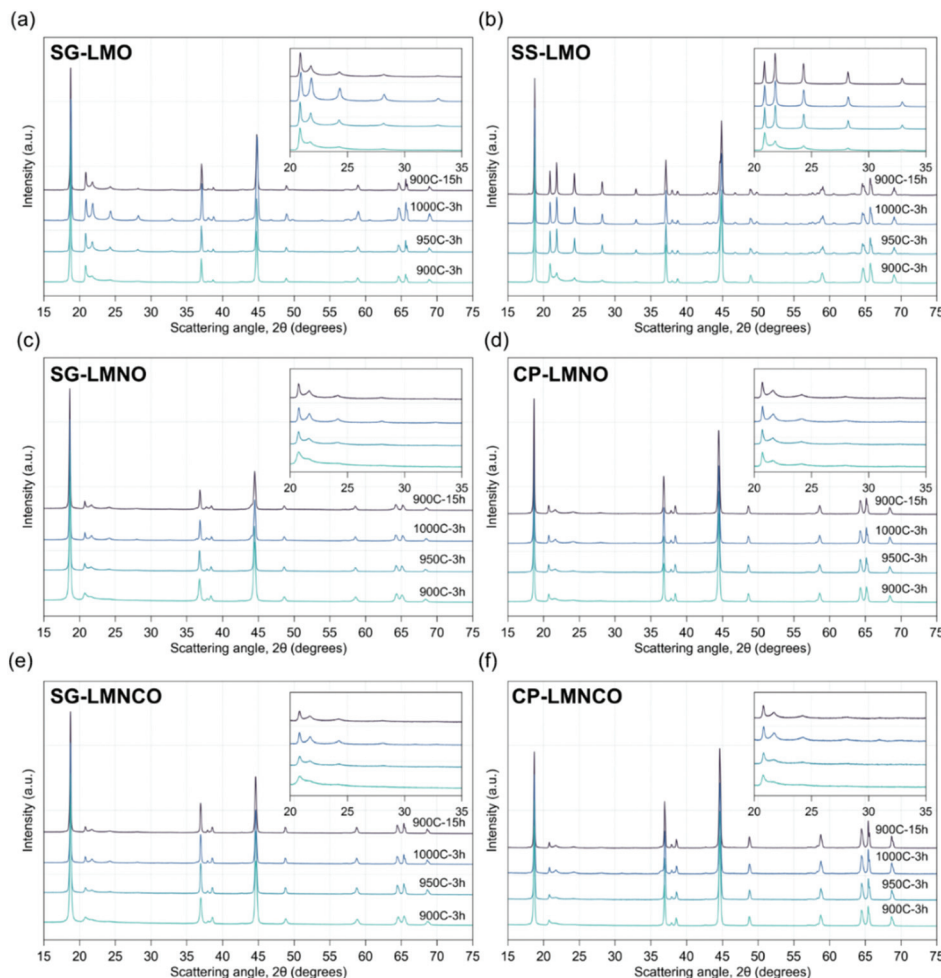 (a)
SG-LMO
Intensity (a.u.)
20 25 30 35
900C-15h
1000C-3h
950C-3h
900C-3h
15 20 25 30 35 40 45 50 55 60 65 70 75
Scattering angle, 2θ (degrees)
(b)
SS-LMO
Intensity (a.u.)
20 25 30 35
900C-15h
1000C-3h
950C-3h
900C-3h
15 20 25 30 35 40 45 50 55 60 65 70 75
Scattering angle, 2θ (degrees)
(c)
SG-LMNO
Intensity (a.u.)
20 25 30 35
900C-15h
1000C-3h
950C-3h
900C-3h
15 20 25 30 35 40 45 50 55 60 65 70 75
Scattering angle, 2θ (degrees)
(d)
CP-LMNO
Intensity (a.u.)
20 25 30 35
900C-15h
1000C-3h
950C-3h
900C-3h
15 20 25 30 35 40 45 50 55 60 65 70 75
Scattering angle, 2θ (degrees)
(e)
SG-LMNCO
Intensity (a.u.)
20 25 30 35
900C-15h
1000C-3h
950C-3h
900C-3h
15 20 25 30 35 40 45 50 55 60 65 70 75
Scattering angle, 2θ (degrees)
(f)
CP-LMNCO
Intensity (a.u.)
20 25 30 35
900C-15h
1000C-3h
950C-3h
900C-3h
15 20 25 30 35 40 45 50 55 60 65 70 75
Scattering angle, 2θ (degrees)